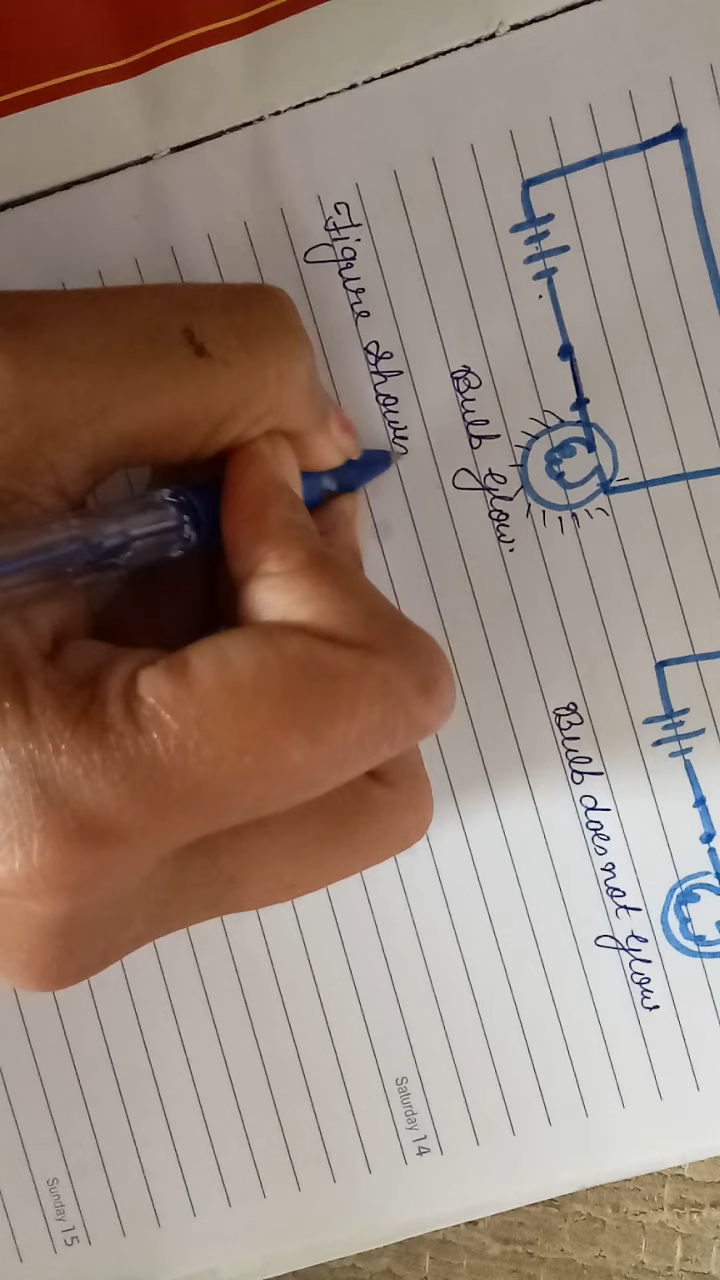 Bulb glow.
Bulb does not glow
Figure shows
Saturday 14
Sunday 15